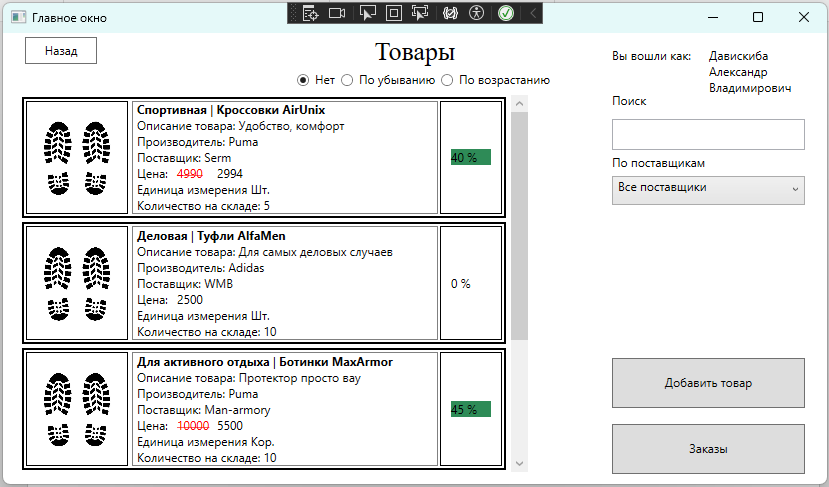 Главное окно
Назад
Товары
Нет По убыванию По возрастанию
Вы вошли как: Давискиба
Александр
Владимирович
Поиск
По поставщикам
Все поставщики
Спортивная | Кроссовки AirUnix
Описание товара: Удобство, комфорт
Производитель: Puma
Поставщик: Serm
Цена: 4990 2994
Единица измерения Шт.
Количество на складе: 5
40 %
Деловая | Туфли AlfaMen
Описание товара: Для самых деловых случаев
Производитель: Adidas
Поставщик: WMB
Цена: 2500
Единица измерения Шт.
Количество на складе: 10
0 %
Для активного отдыха | Ботинки MaxArmor
Описание товара: Протектор просто вау
Производитель: Puma
Поставщик: Man-armory
Цена: 10000 5500
Единица измерения Кор.
Количество на складе: 10
45 %
Добавить товар
Заказы